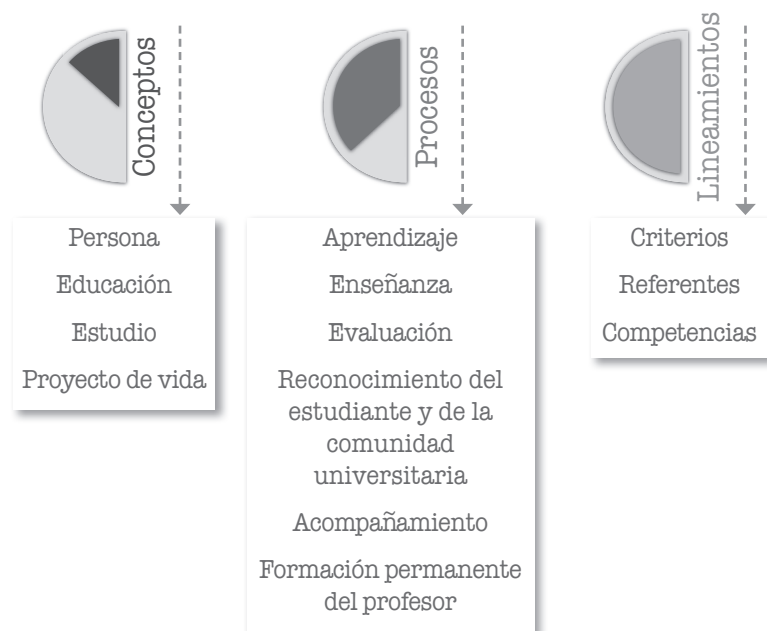 Conceptos
Persona
Educación
Estudio
Proyecto de vida
Procesos
Aprendizaje
Enseñanza
Evaluación
Reconocimiento del
estudiante y de la
comunidad
universitaria
Acompañamiento
Formación permanente
del profesor
Lineamientos
Criterios
Referentes
Competencias